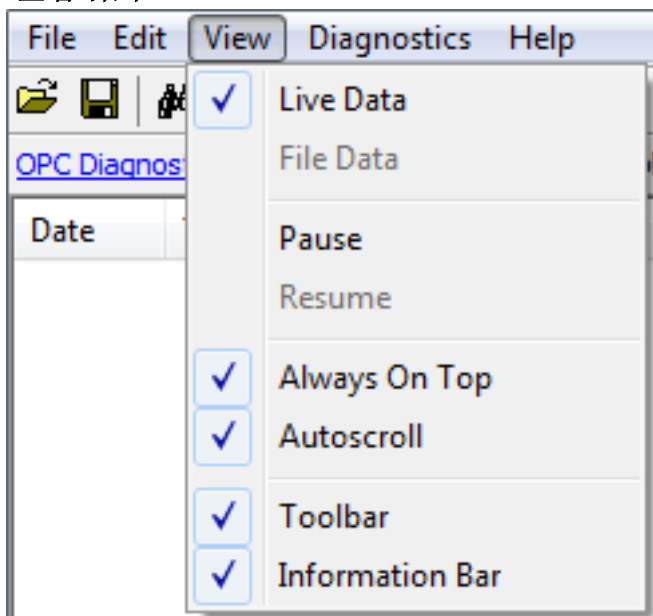 File Edit View Diagnostics Help
Live Data
OPC Diagnos
File Data
Date
Pause
Resume
Always On Top
Autoscroll
Toolbar
Information Bar